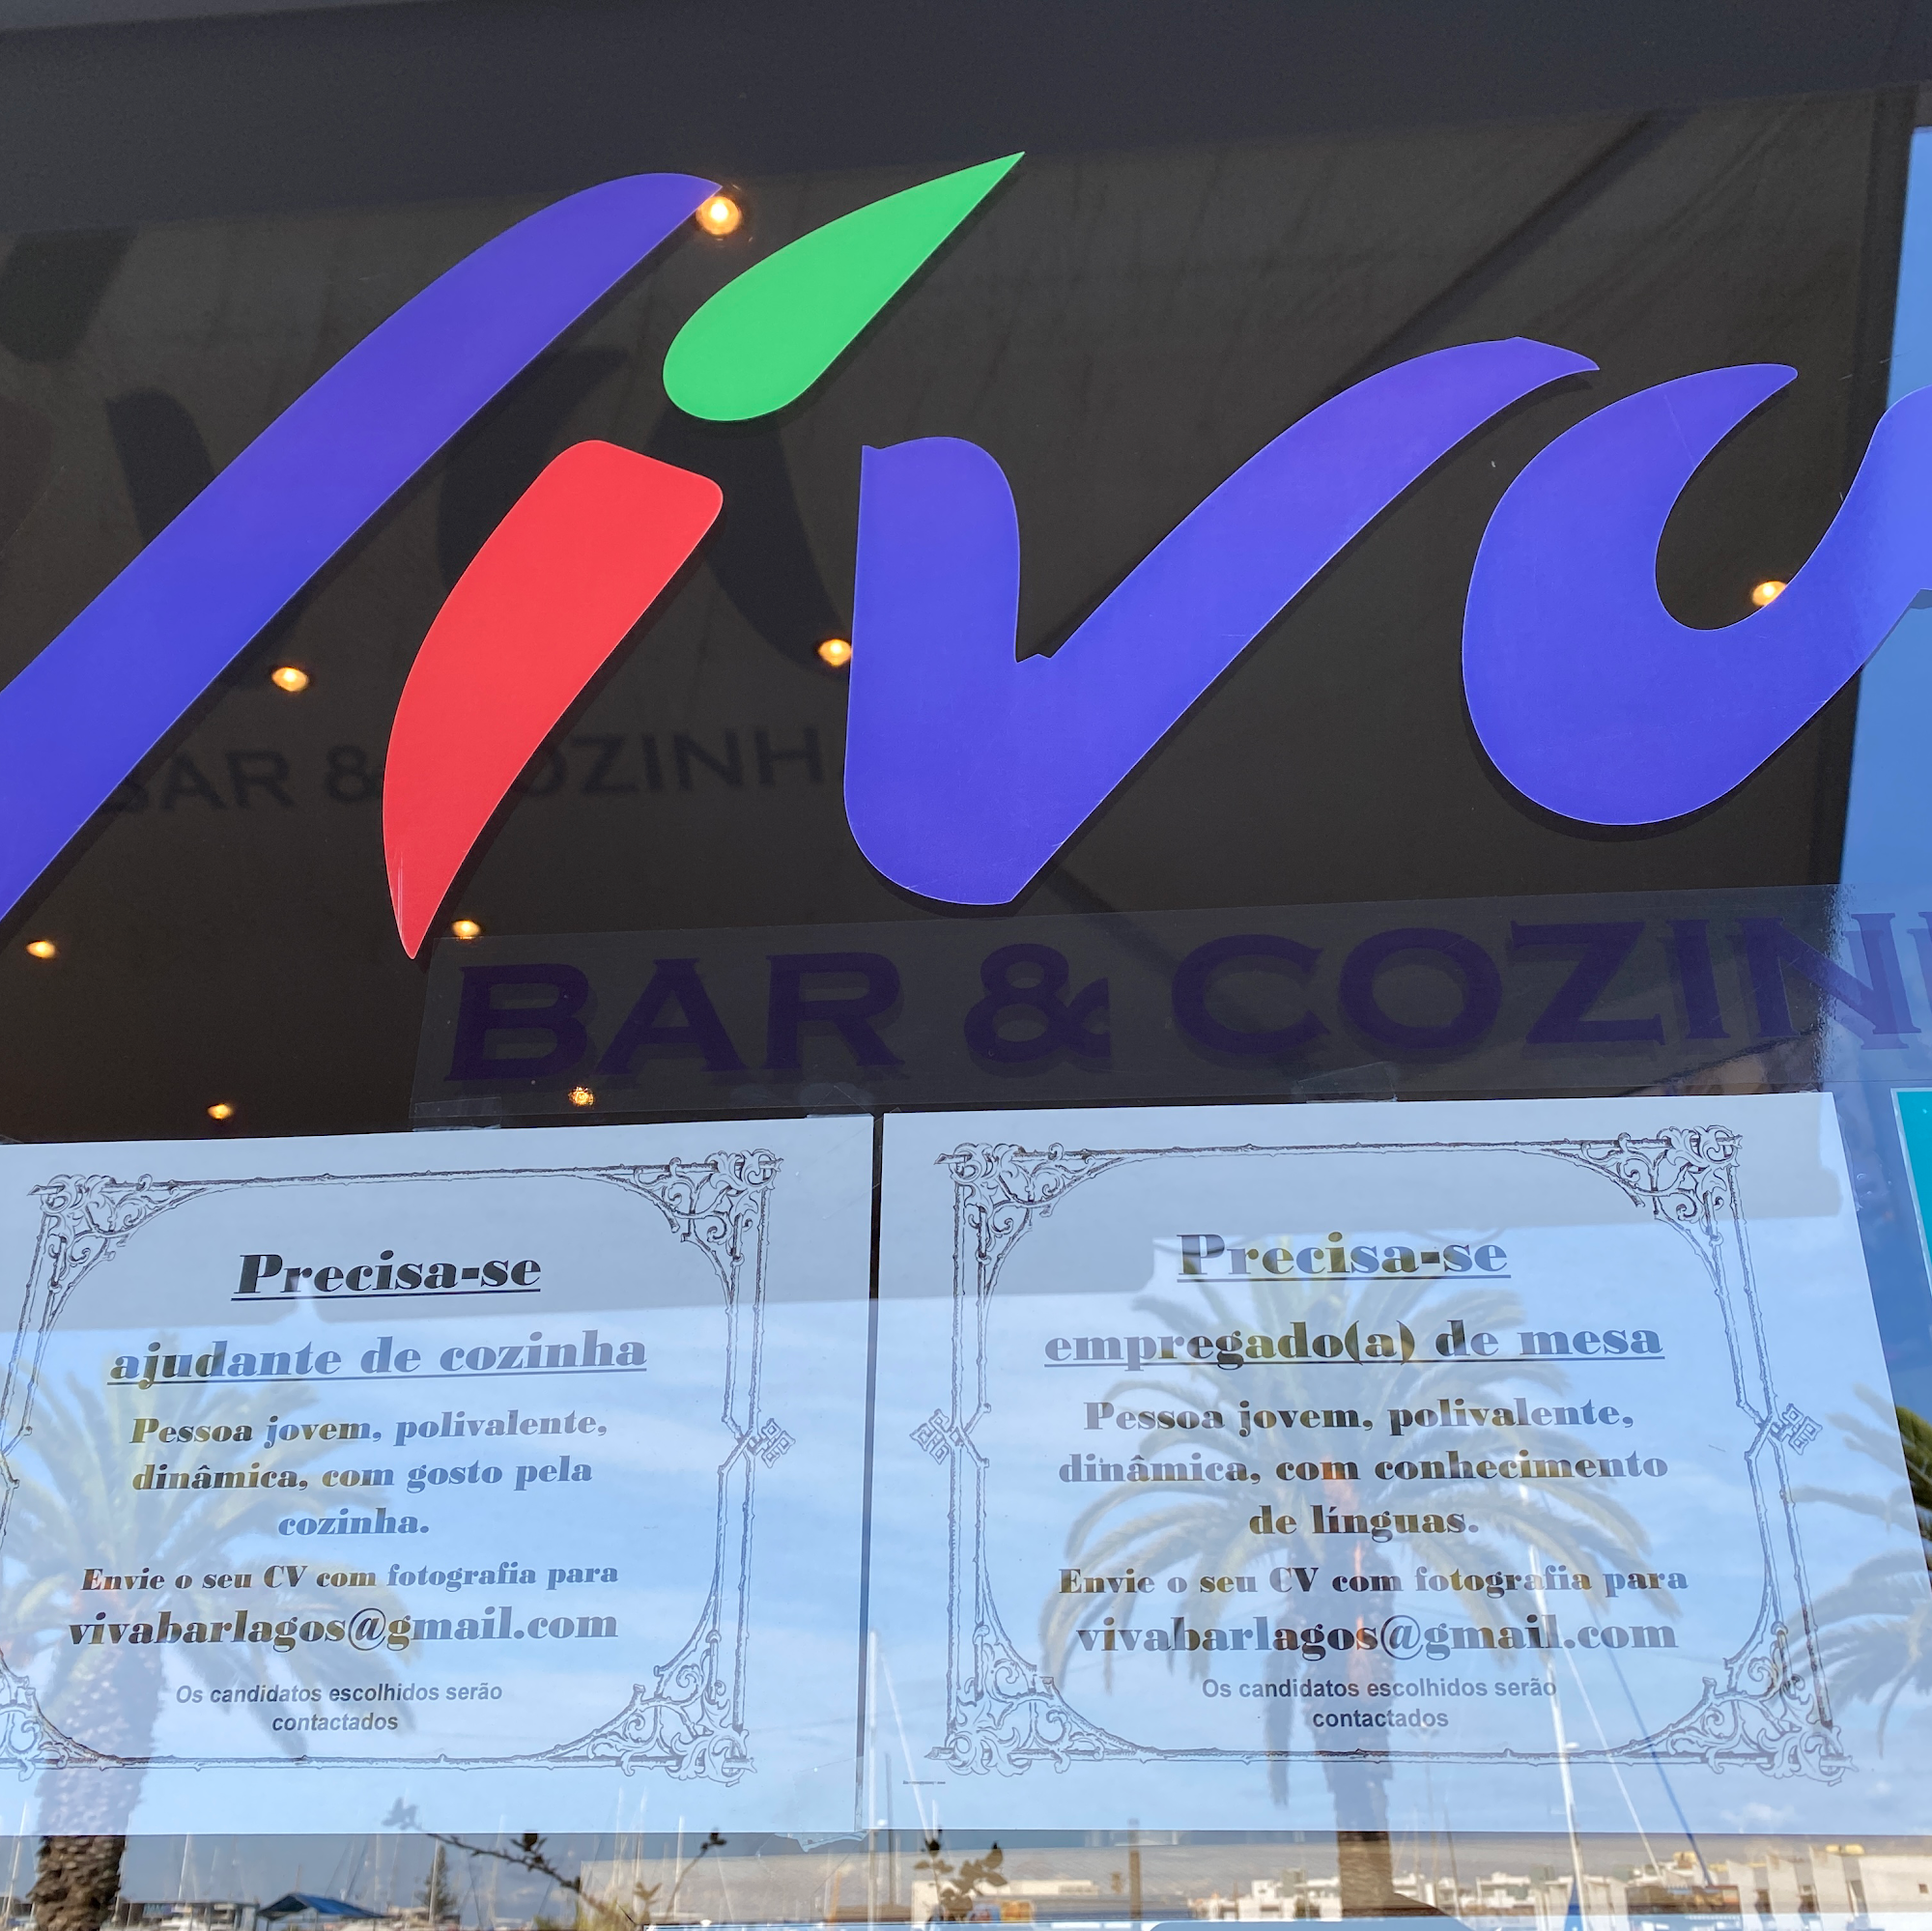 Viva
BAR & COZIN
BAR & COZINH
Precisa-se
ajudante de cozinha
Pessoa jovem, polivalente,
dinâmica, com gosto pela
cozinha.
Envie o seu CV com fotografia para
vivabarlagos@gmail.com
Os candidatos escolhidos serão
contactados
Precisa-se
empregado(a) de mesa
Pessoa jovem, polivalente,
dinâmica, com conhecimento
de línguas.
Envie o seu CV com fotografia para
vivabarlagos@gmail.com
Os candidatos escolhidos serão
contactados